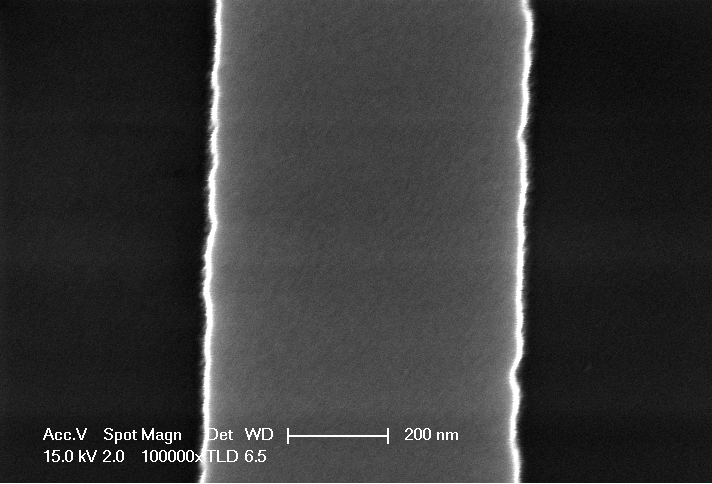 Acc.V Spot Magn Det WD 200 nm
15.0 kV 2.0 100000x TLD 6.5